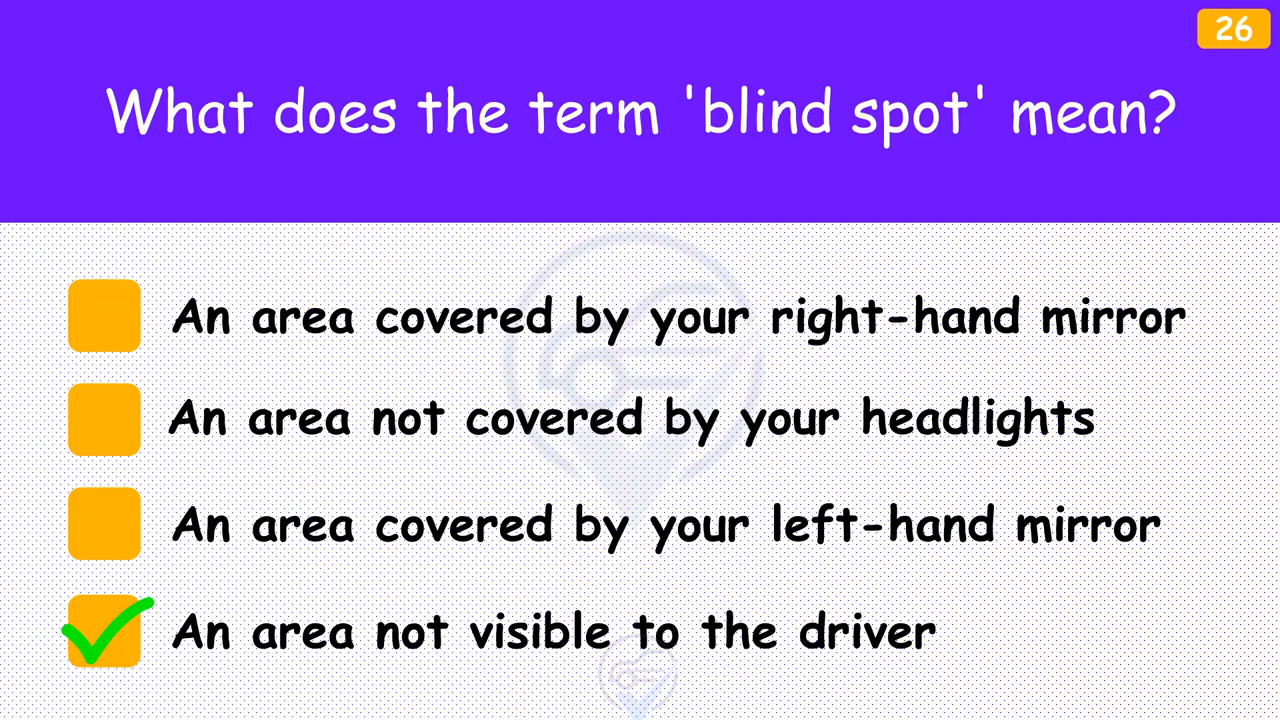 26
What does the term 'blind spot' mean?
An area covered by your right-hand mirror
An area not covered by your headlights
An area covered by your left-hand mirror
An area not visible to the driver